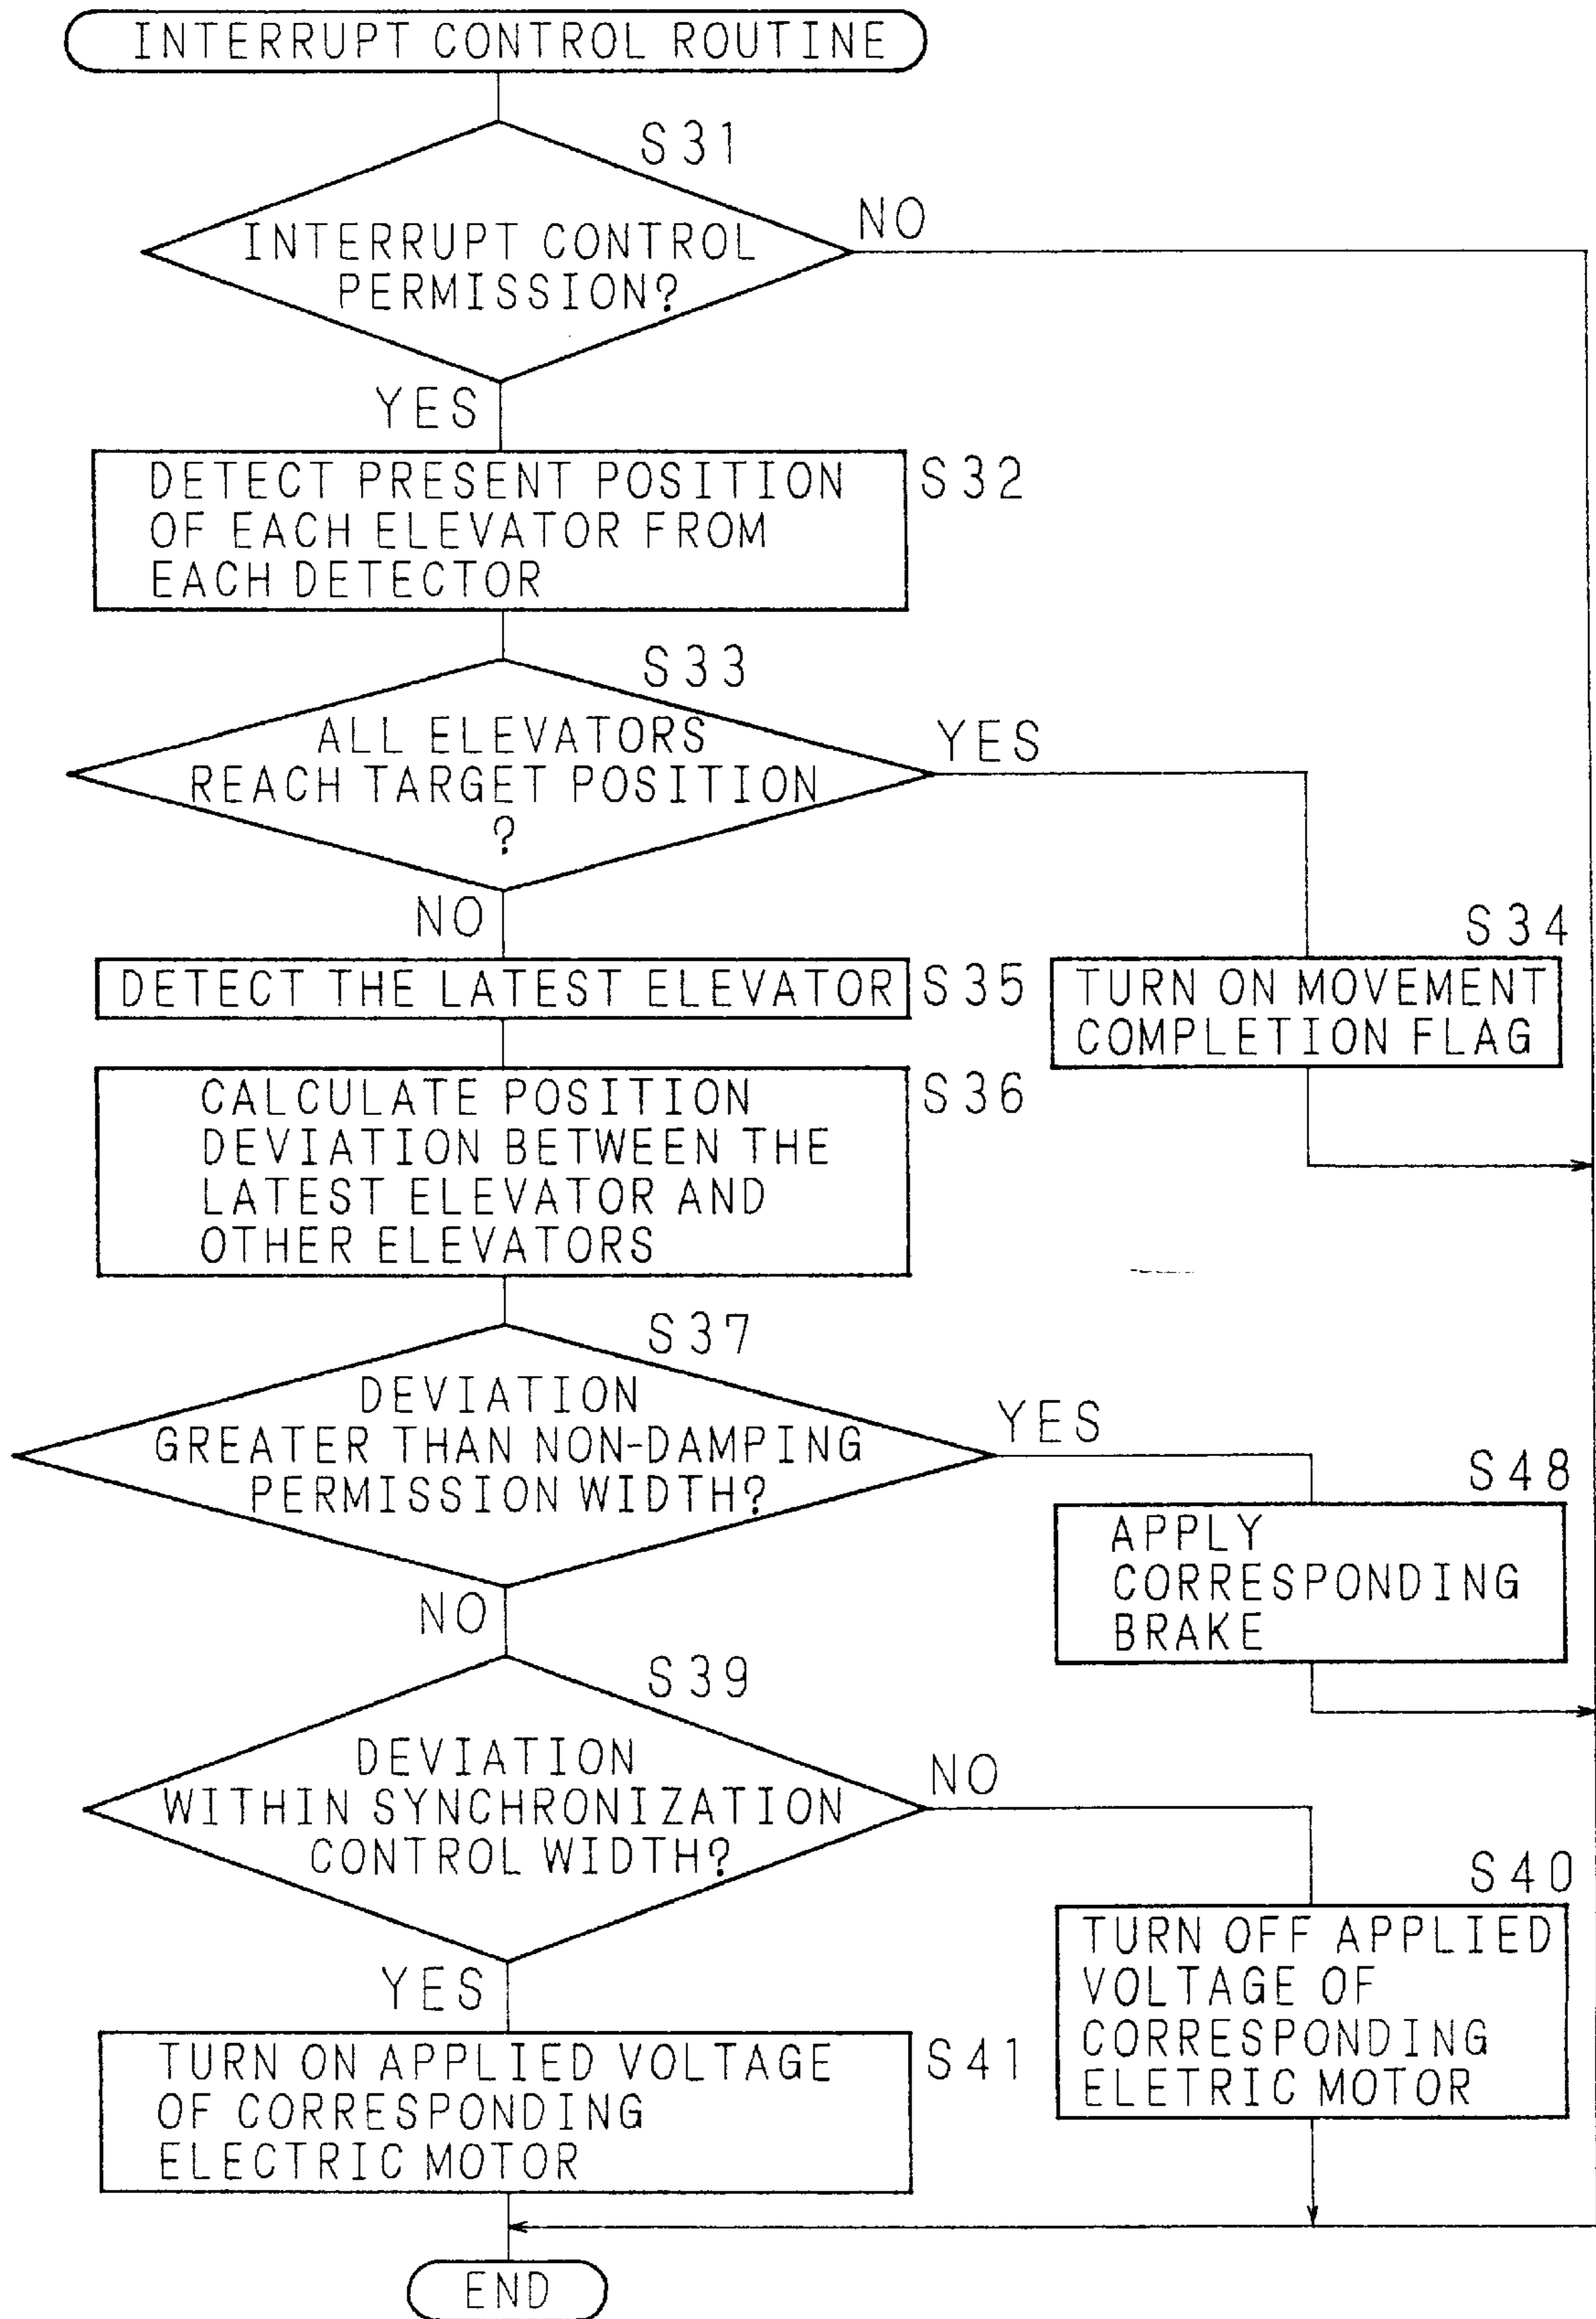 INTERRUPT CONTROL ROUTINE
S31
INTERRUPT CONTROL
PERMISSION?
NO
YES
DETECT PRESENT POSITION
OF EACH ELEVATOR FROM
EACH DETECTOR
S32
S33
ALL ELEVATORS
REACH TARGET POSITION
?
YES
NO
S34
TURN ON MOVEMENT
COMPLETION FLAG
DETECT THE LATEST ELEVATOR
S35
CALCULATE POSITION
DEVIATION BETWEEN THE
LATEST ELEVATOR AND
OTHER ELEVATORS
S36
S37
DEVIATION
GREATER THAN NON-DAMPING
PERMISSION WIDTH?
YES
NO
S48
APPLY
CORRESPONDING
BRAKE
S39
DEVIATION
WITHIN SYNCHRONIZATION
CONTROL WIDTH?
NO
YES
S40
TURN OFF APPLIED
VOLTAGE OF
CORRESPONDING
ELETRIC MOTOR
TURN ON APPLIED VOLTAGE
OF CORRESPONDING
ELECTRIC MOTOR
S41
END